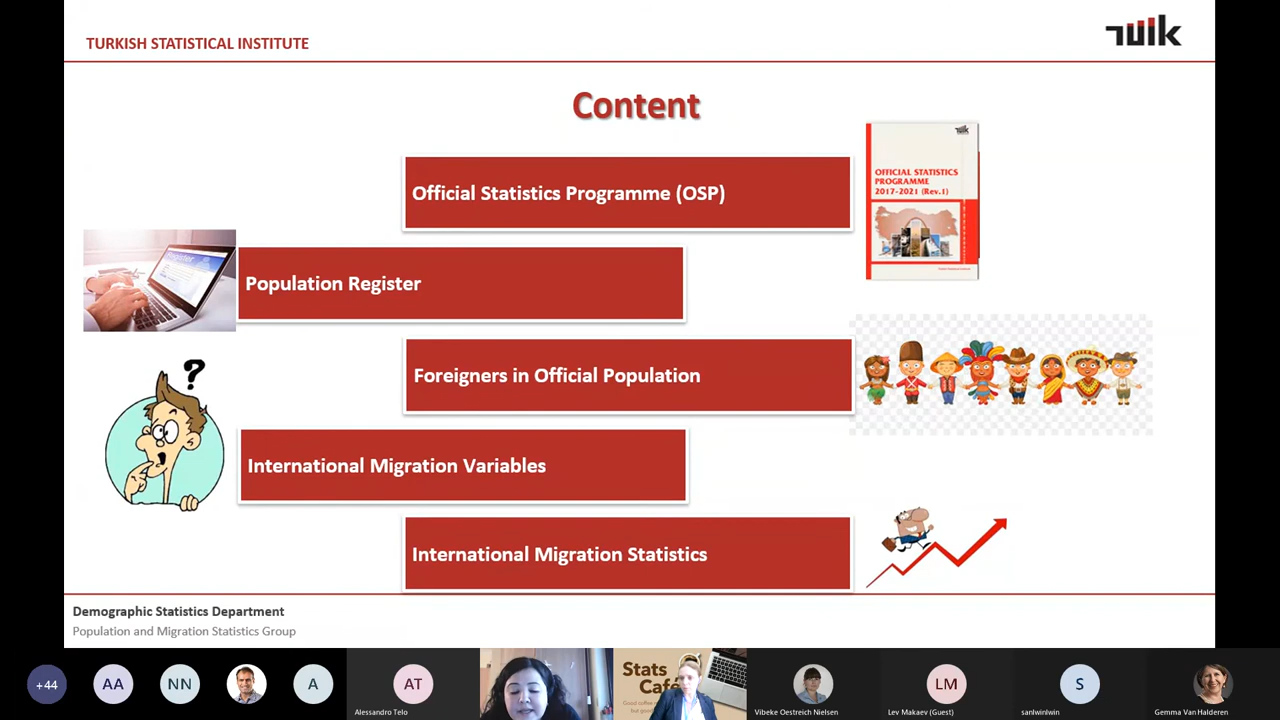 TURKISH STATISTICAL INSTITUTE
TUIK
Content
Official Statistics Programme (OSP)
OFFICIAL STATISTICS
PROGRAMME
2017-2021 (Rev.1)
register
Population Register
Foreigners in Official Population
?
International Migration Variables
International Migration Statistics
Demographic Statistics Department
Population and Migration Statistics Group
+44
AA
NN
A
AT
Alessandro Telo
Stats
Café
Vibeke Oestreich Nielsen
LM
Lev Makaev (Guest)
S
sanlwinlwin
Gemma Van Halderen